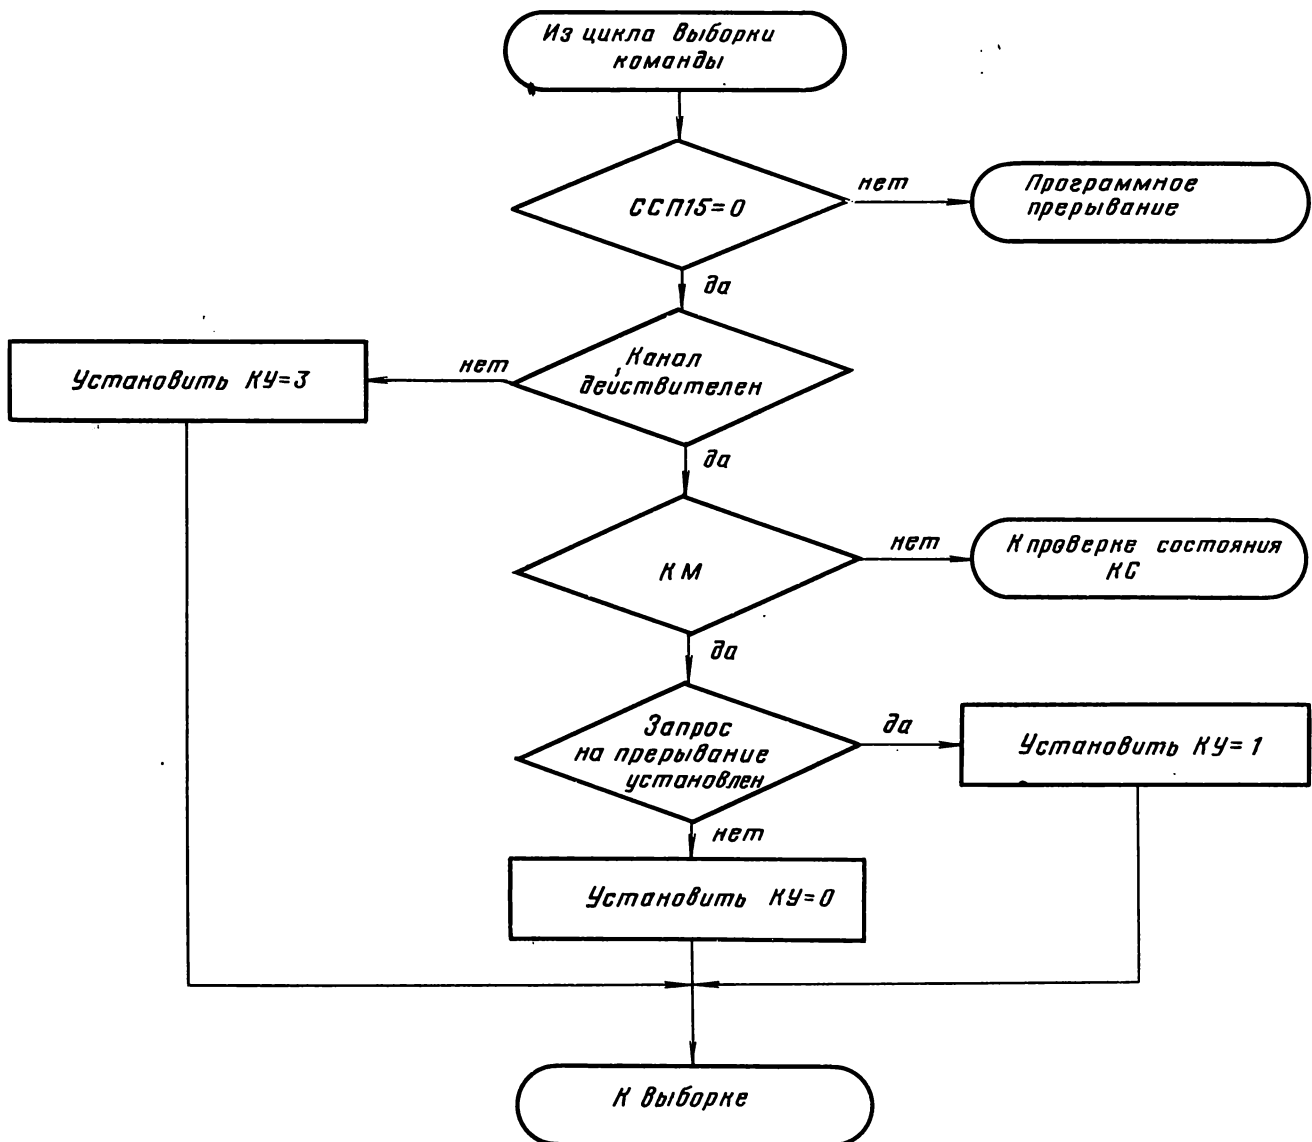 Из цикла выборки
команды
ССП15=0
нет
Программное
прерывание
да
Канал
действителен
нет
Установить КУ=3
да
КМ
нет
К проверке состояния
КС
да
Запрос
на прерывание
установлен
да
Установить КУ=1
нет
Установить КУ=0
К выборке